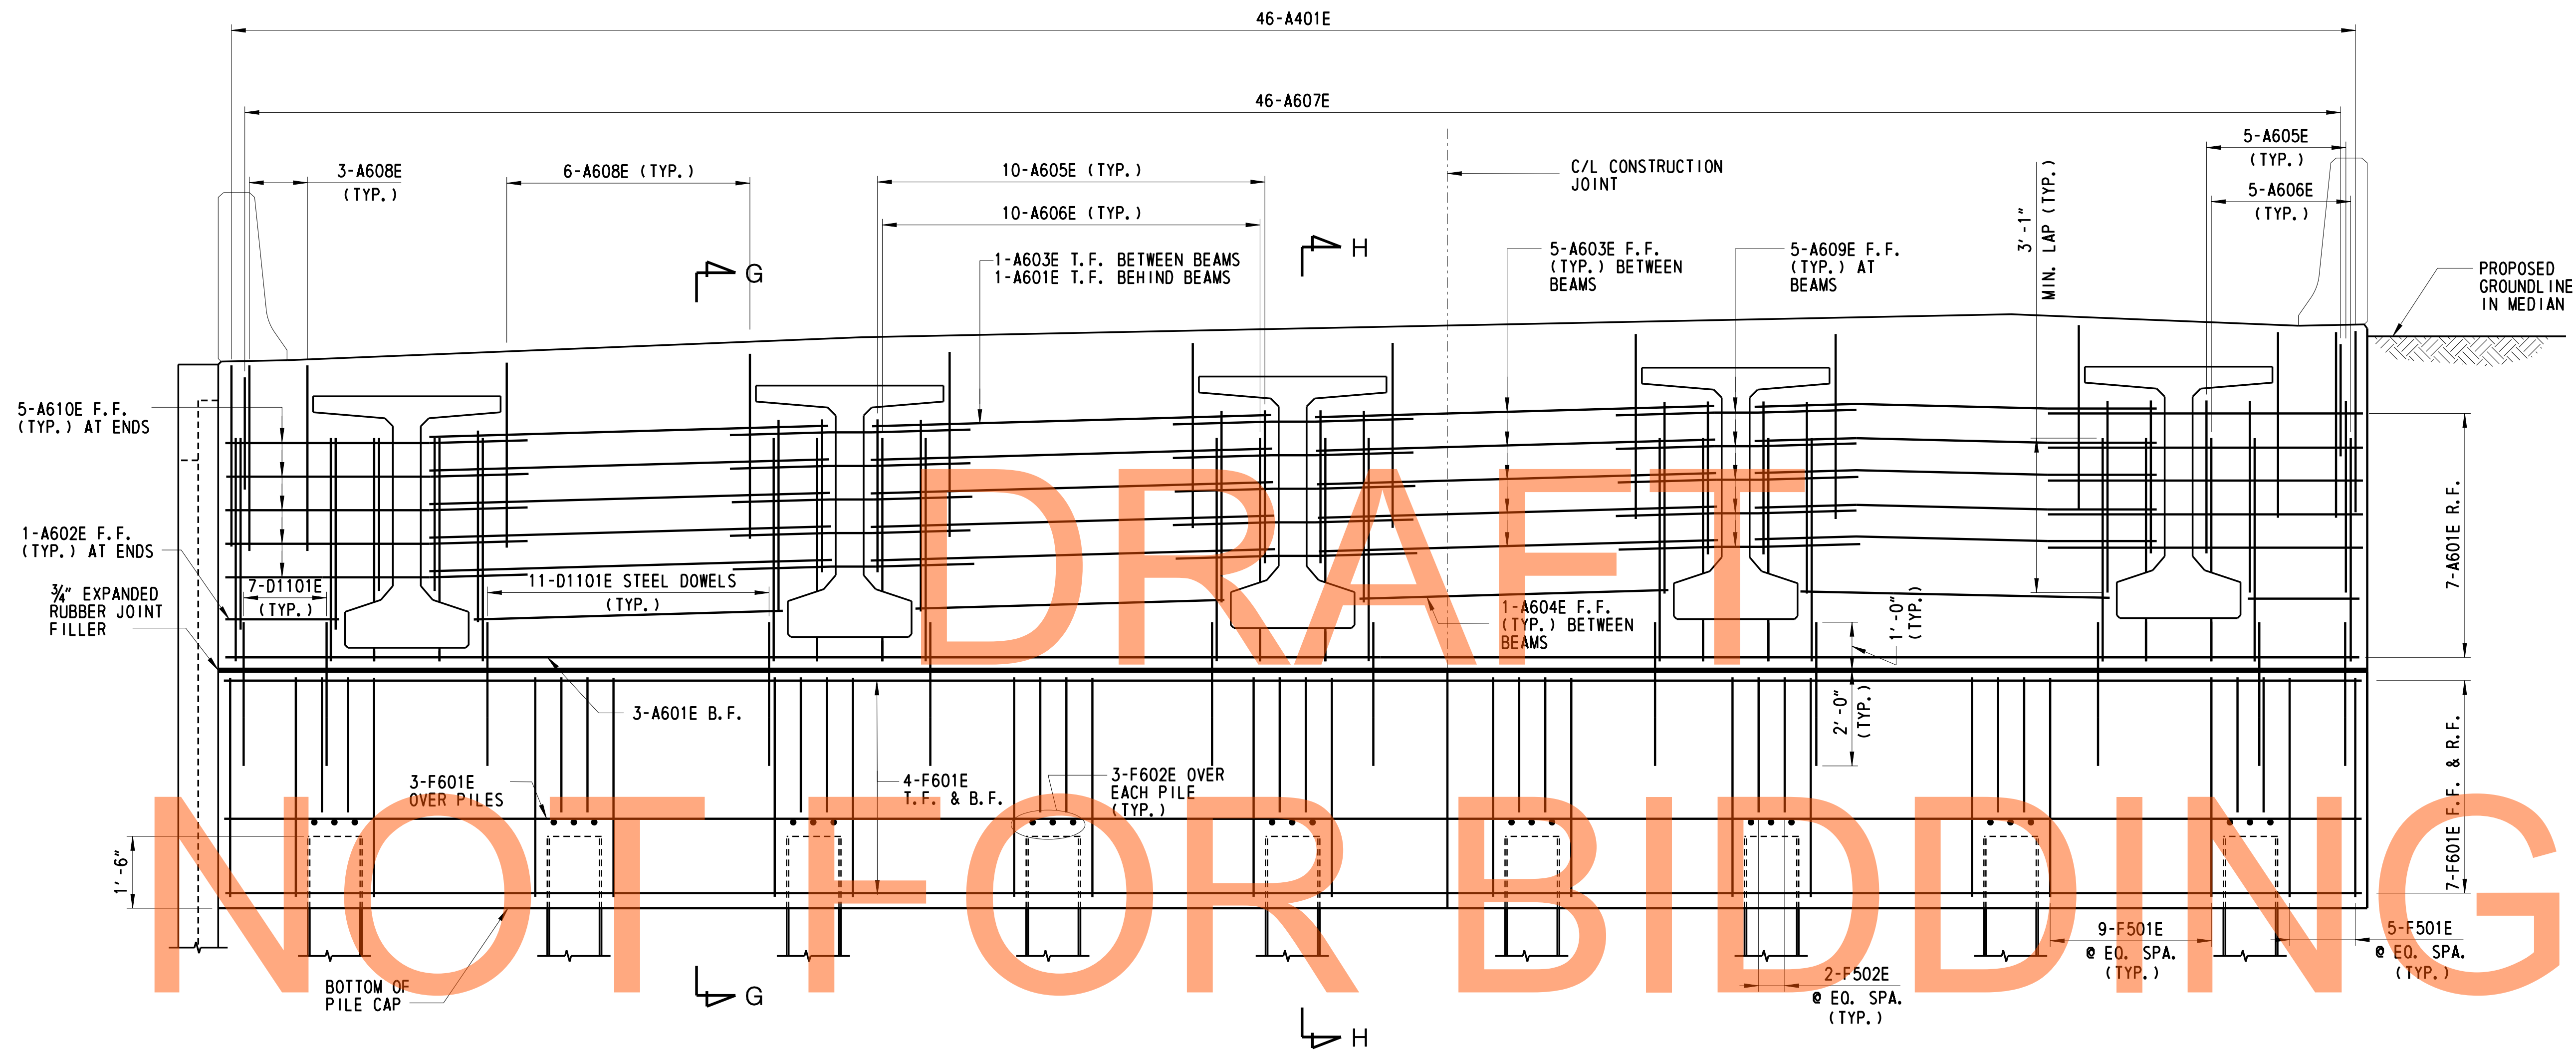 46-A401E
46-A607E
3-A608E
(TYP.)
6-A608E (TYP.)
10-A605E (TYP.)
10-A606E (TYP.)
C/L CONSTRUCTION
JOINT
5-A605E
(TYP.)
5-A606E
(TYP.)
3'-1"
MIN. LAP (TYP.)
G
H
1-A603E T.F. BETWEEN BEAMS
1-A601E T.F. BEHIND BEAMS
5-A603E F.F.
(TYP.) BETWEEN
BEAMS
5-A609E F.F.
(TYP.) AT
BEAMS
PROPOSED
GROUNDLINE
IN MEDIAN
5-A610E F.F.
(TYP.) AT ENDS
1-A602E F.F.
(TYP.) AT ENDS
¾" EXPANDED
RUBBER JOINT
FILLER
7-D1101E
(TYP.)
11-D1101E STEEL DOWELS
(TYP.)
1-A604E F.F.
(TYP.) BETWEEN
BEAMS
1'-0"
(TYP.)
2'-0"
(TYP.)
7-A601E R.F.
7-F601E F.F. & R.F.
3-A601E B.F.
3-F601E
OVER PILES
4-F601E
T.F. & B.F.
3-F602E OVER
EACH PILE
(TYP.)
1'-6"
BOTTOM OF
PILE CAP
9-F501E
@ EQ. SPA.
(TYP.)
5-F501E
@ EQ. SPA.
(TYP.)
2-F502E
@ EQ. SPA.
(TYP.)
G
H
DRAFT
NOT FOR BIDDING